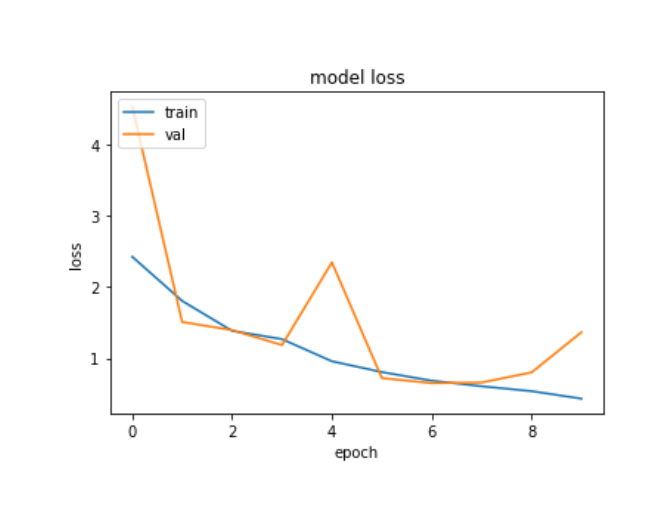 model loss
train
val
4
3
2
1
loss
0 2 4 6 8
epoch